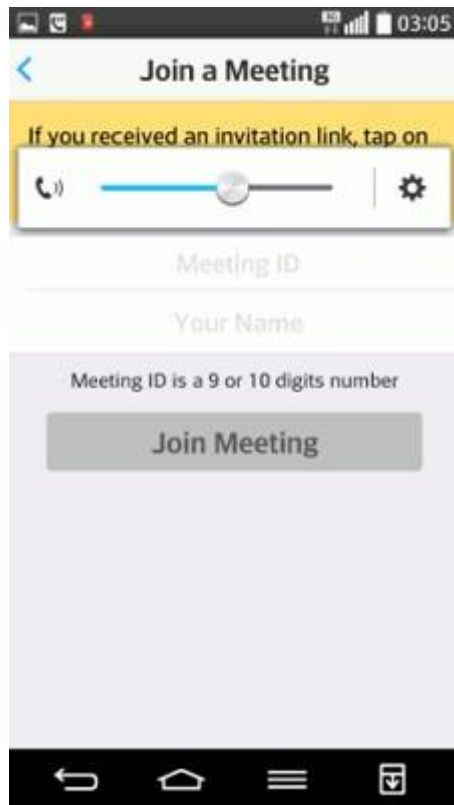 03:05
Join a Meeting
If you received an invitation link, tap on
Meeting ID
Your Name
Meeting ID is a 9 or 10 digits number
Join Meeting